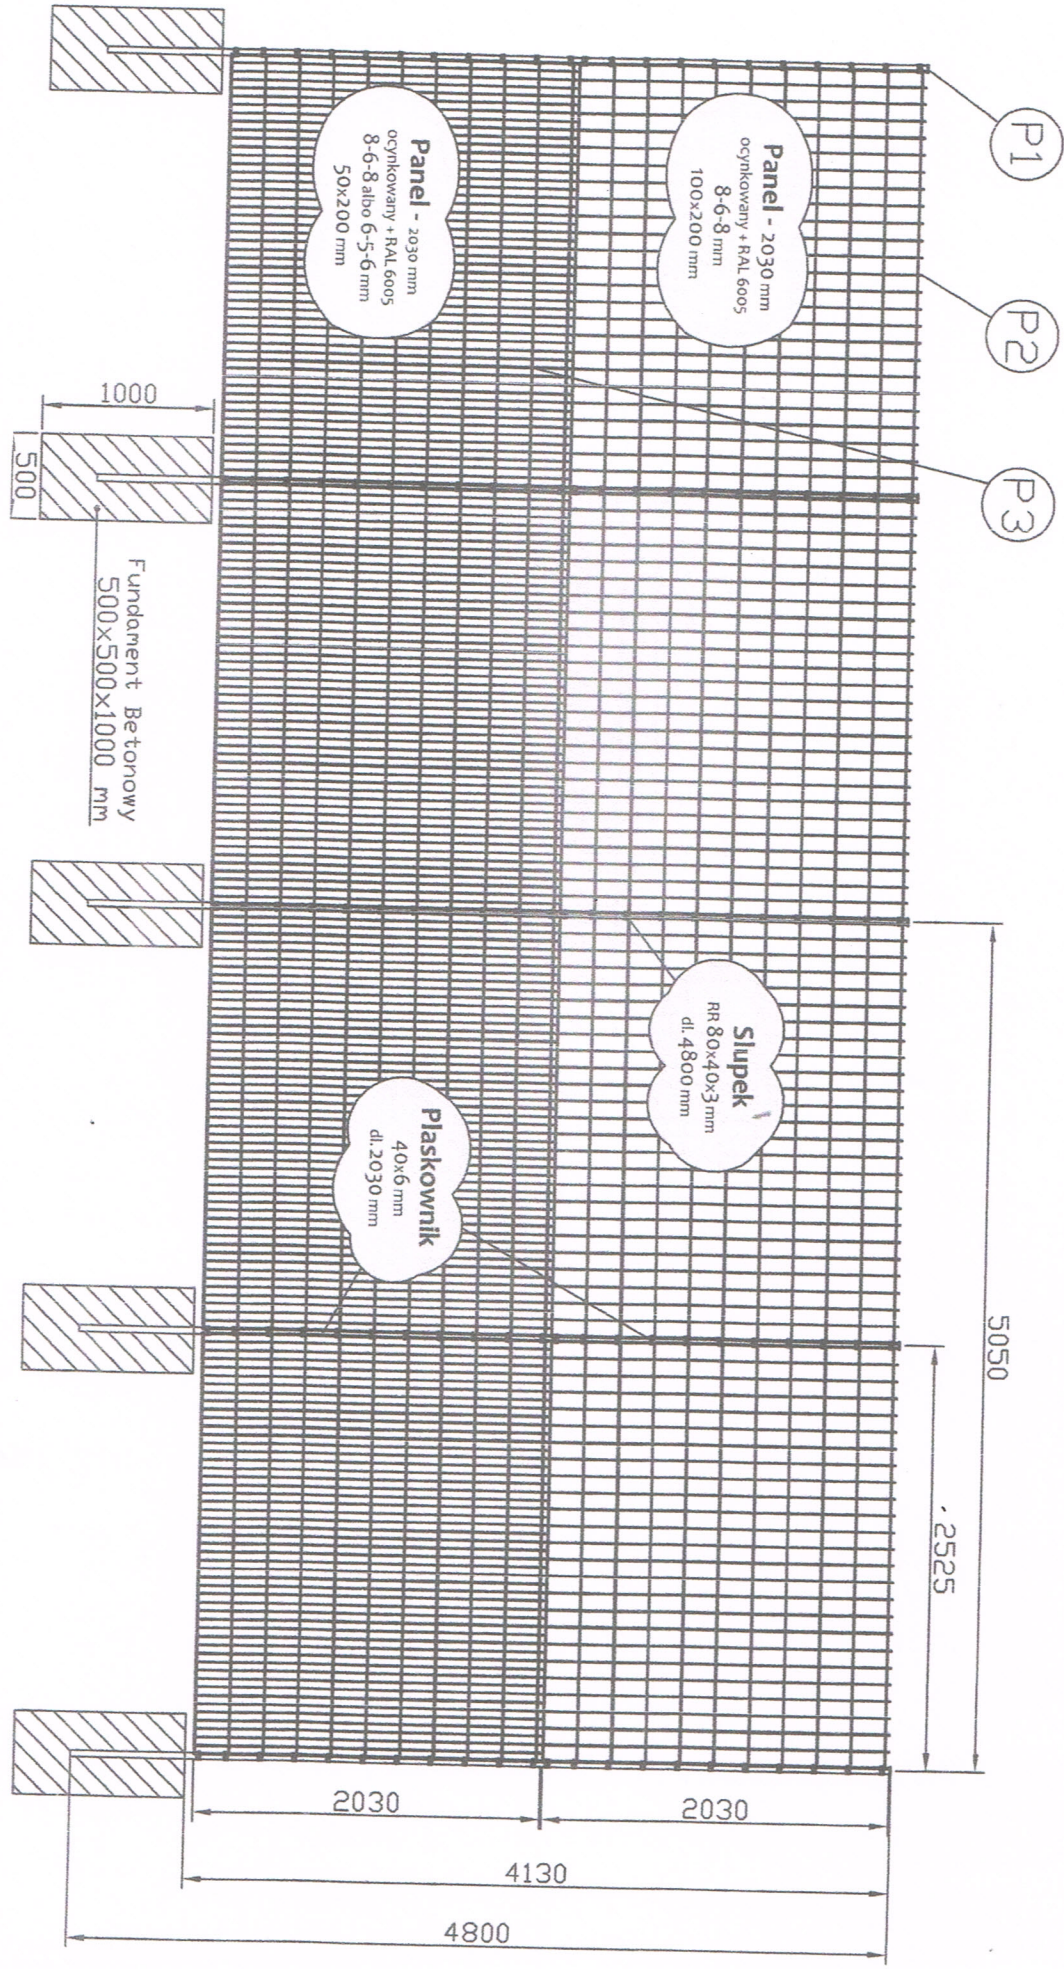 P1
P2
P3
Panel - 2030 mm
ocynkowany + RAL 6005
8-6-8 mm
100x200 mm
Panel - 2030 mm
ocynkowany + RAL 6005
8-6-8 albo 6-5-6 mm
50x200 mm
Slupek
RR 80x40x3 mm
dl. 4800 mm
Plaskownik
40x6 mm
dl. 2030 mm
1000
500
Fundament Betonowy
500x500x1000 mm
5050
2525
2030
2030
4130
4800